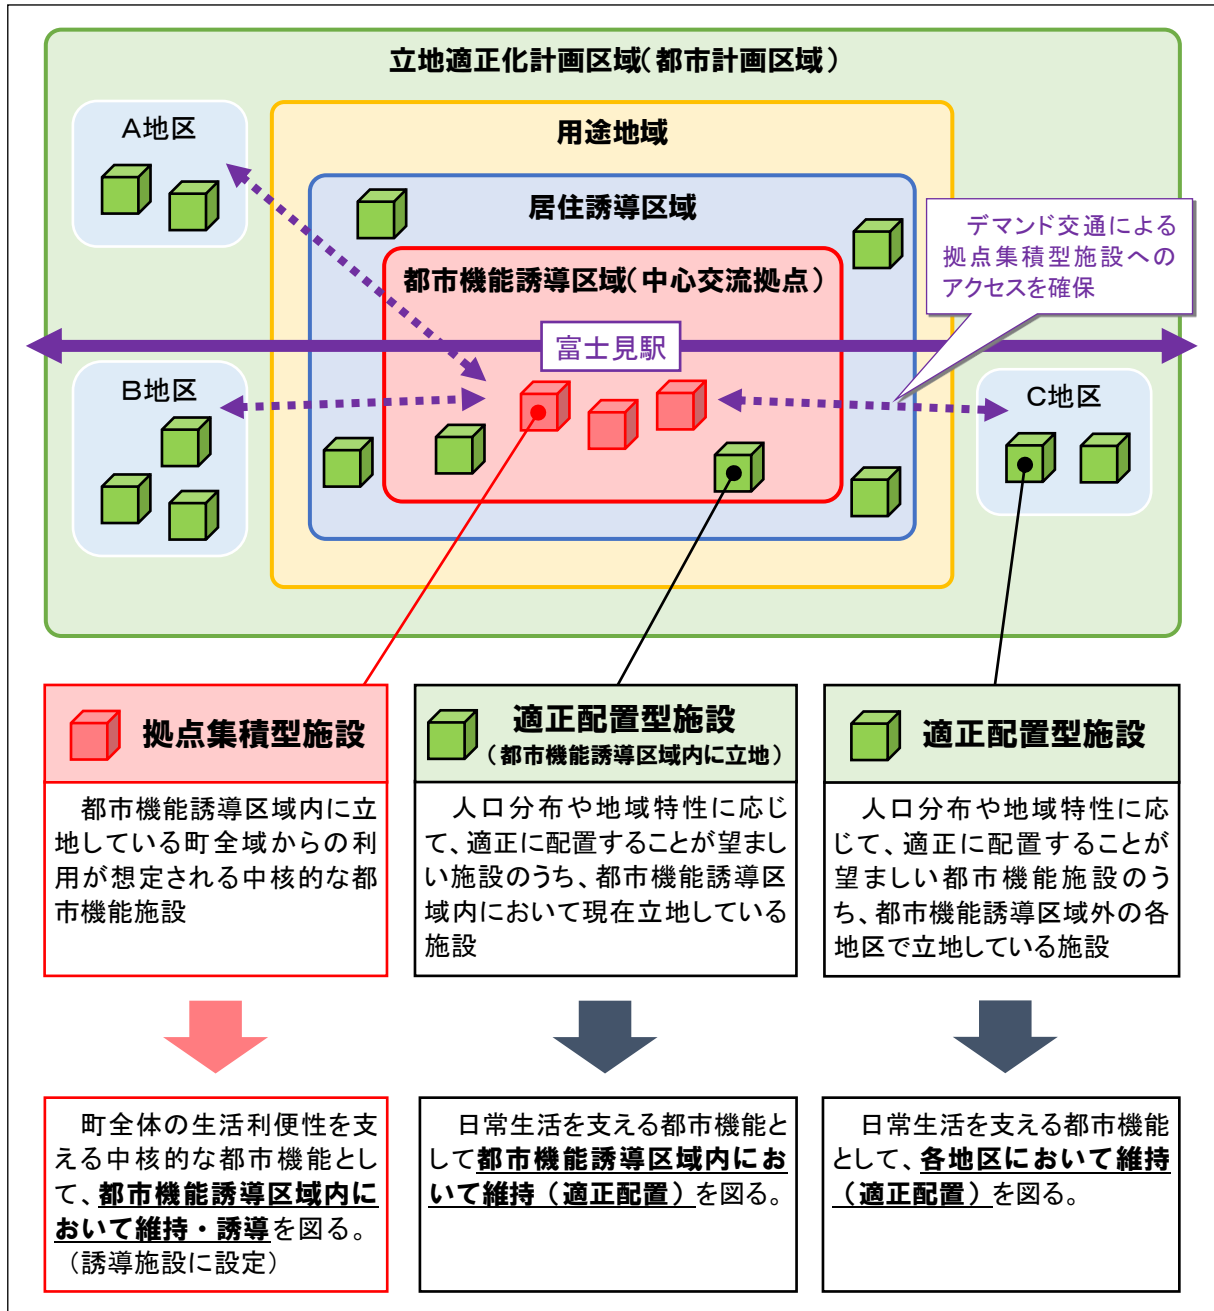 立地適正化計画区域（都市計画区域）
A地区
用途地域
居住誘導区域
デマンド交通による
拠点集積型施設への
アクセスを確保
都市機能誘導区域（中心交流拠点）
富士見駅
B地区
C地区
拠点集積型施設
都市機能誘導区域内に立
地している町全域からの利
用が想定される中核的な都
市機能施設
町全体の生活利便性を支
える中核的な都市機能とし
て、都市機能誘導区域内に
おいて維持・誘導を図る。
（誘導施設に設定）
適正配置型施設
（都市機能誘導区域内に立地）
人口分布や地域特性に応じ
て、適正に配置することが望まし
い施設のうち、都市機能誘導区
域内において現在立地している
施設
日常生活を支える都市機能と
して都市機能誘導区域内にお
いて維持（適正配置）を図る。
適正配置型施設
人口分布や地域特性に応
じて、適正に配置することが
望ましい都市機能施設のう
ち、都市機能誘導区域外の各
地区で立地している施設
日常生活を支える都市機能
として、各地区において維持
（適正配置）を図る。